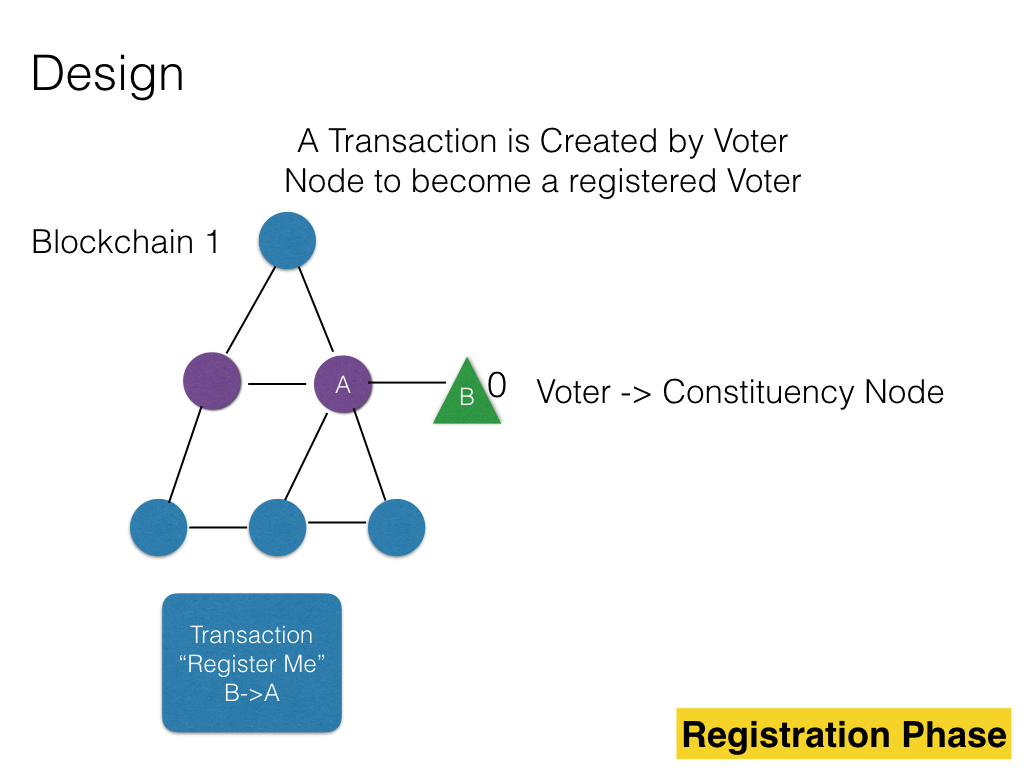 Design
A Transaction is Created by Voter
Node to become a registered Voter
Blockchain 1
A
B
0
Voter -> Constituency Node
Transaction
“Register Me”
B->A
Registration Phase